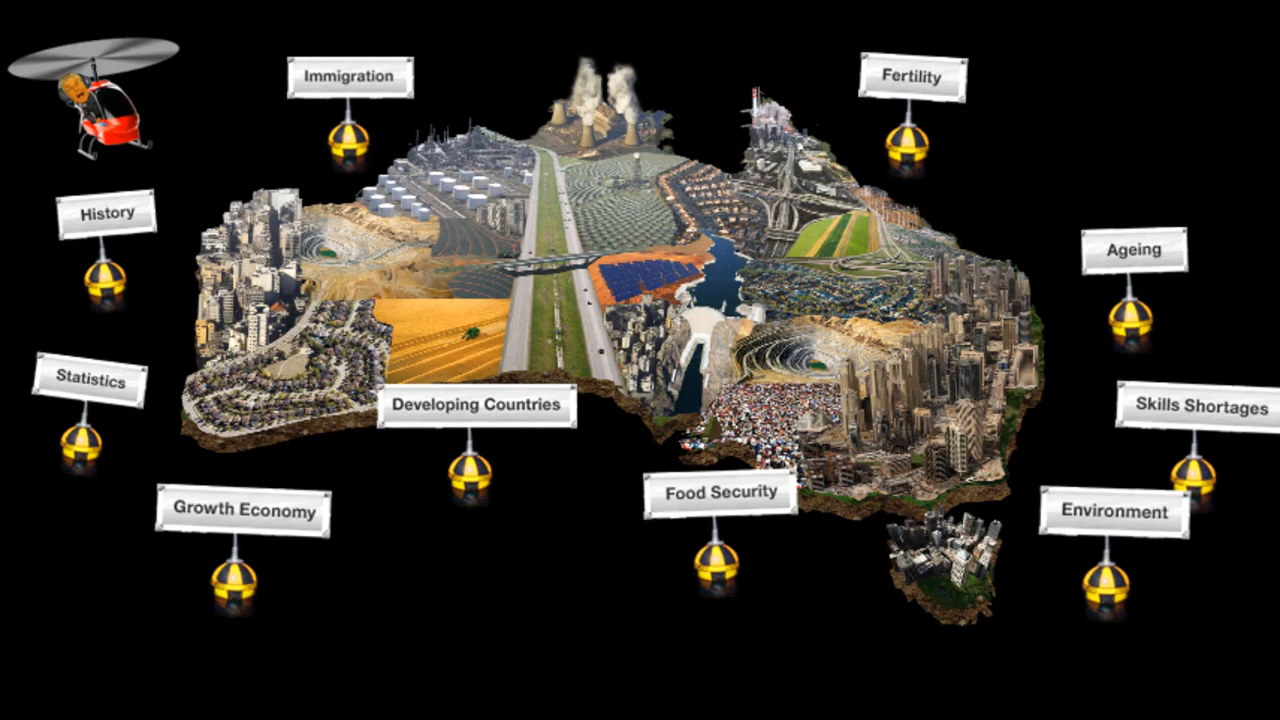 Immigration
Fertility
History
Ageing
Statistics
Developing Countries
Skills Shortages
Growth Economy
Food Security
Environment